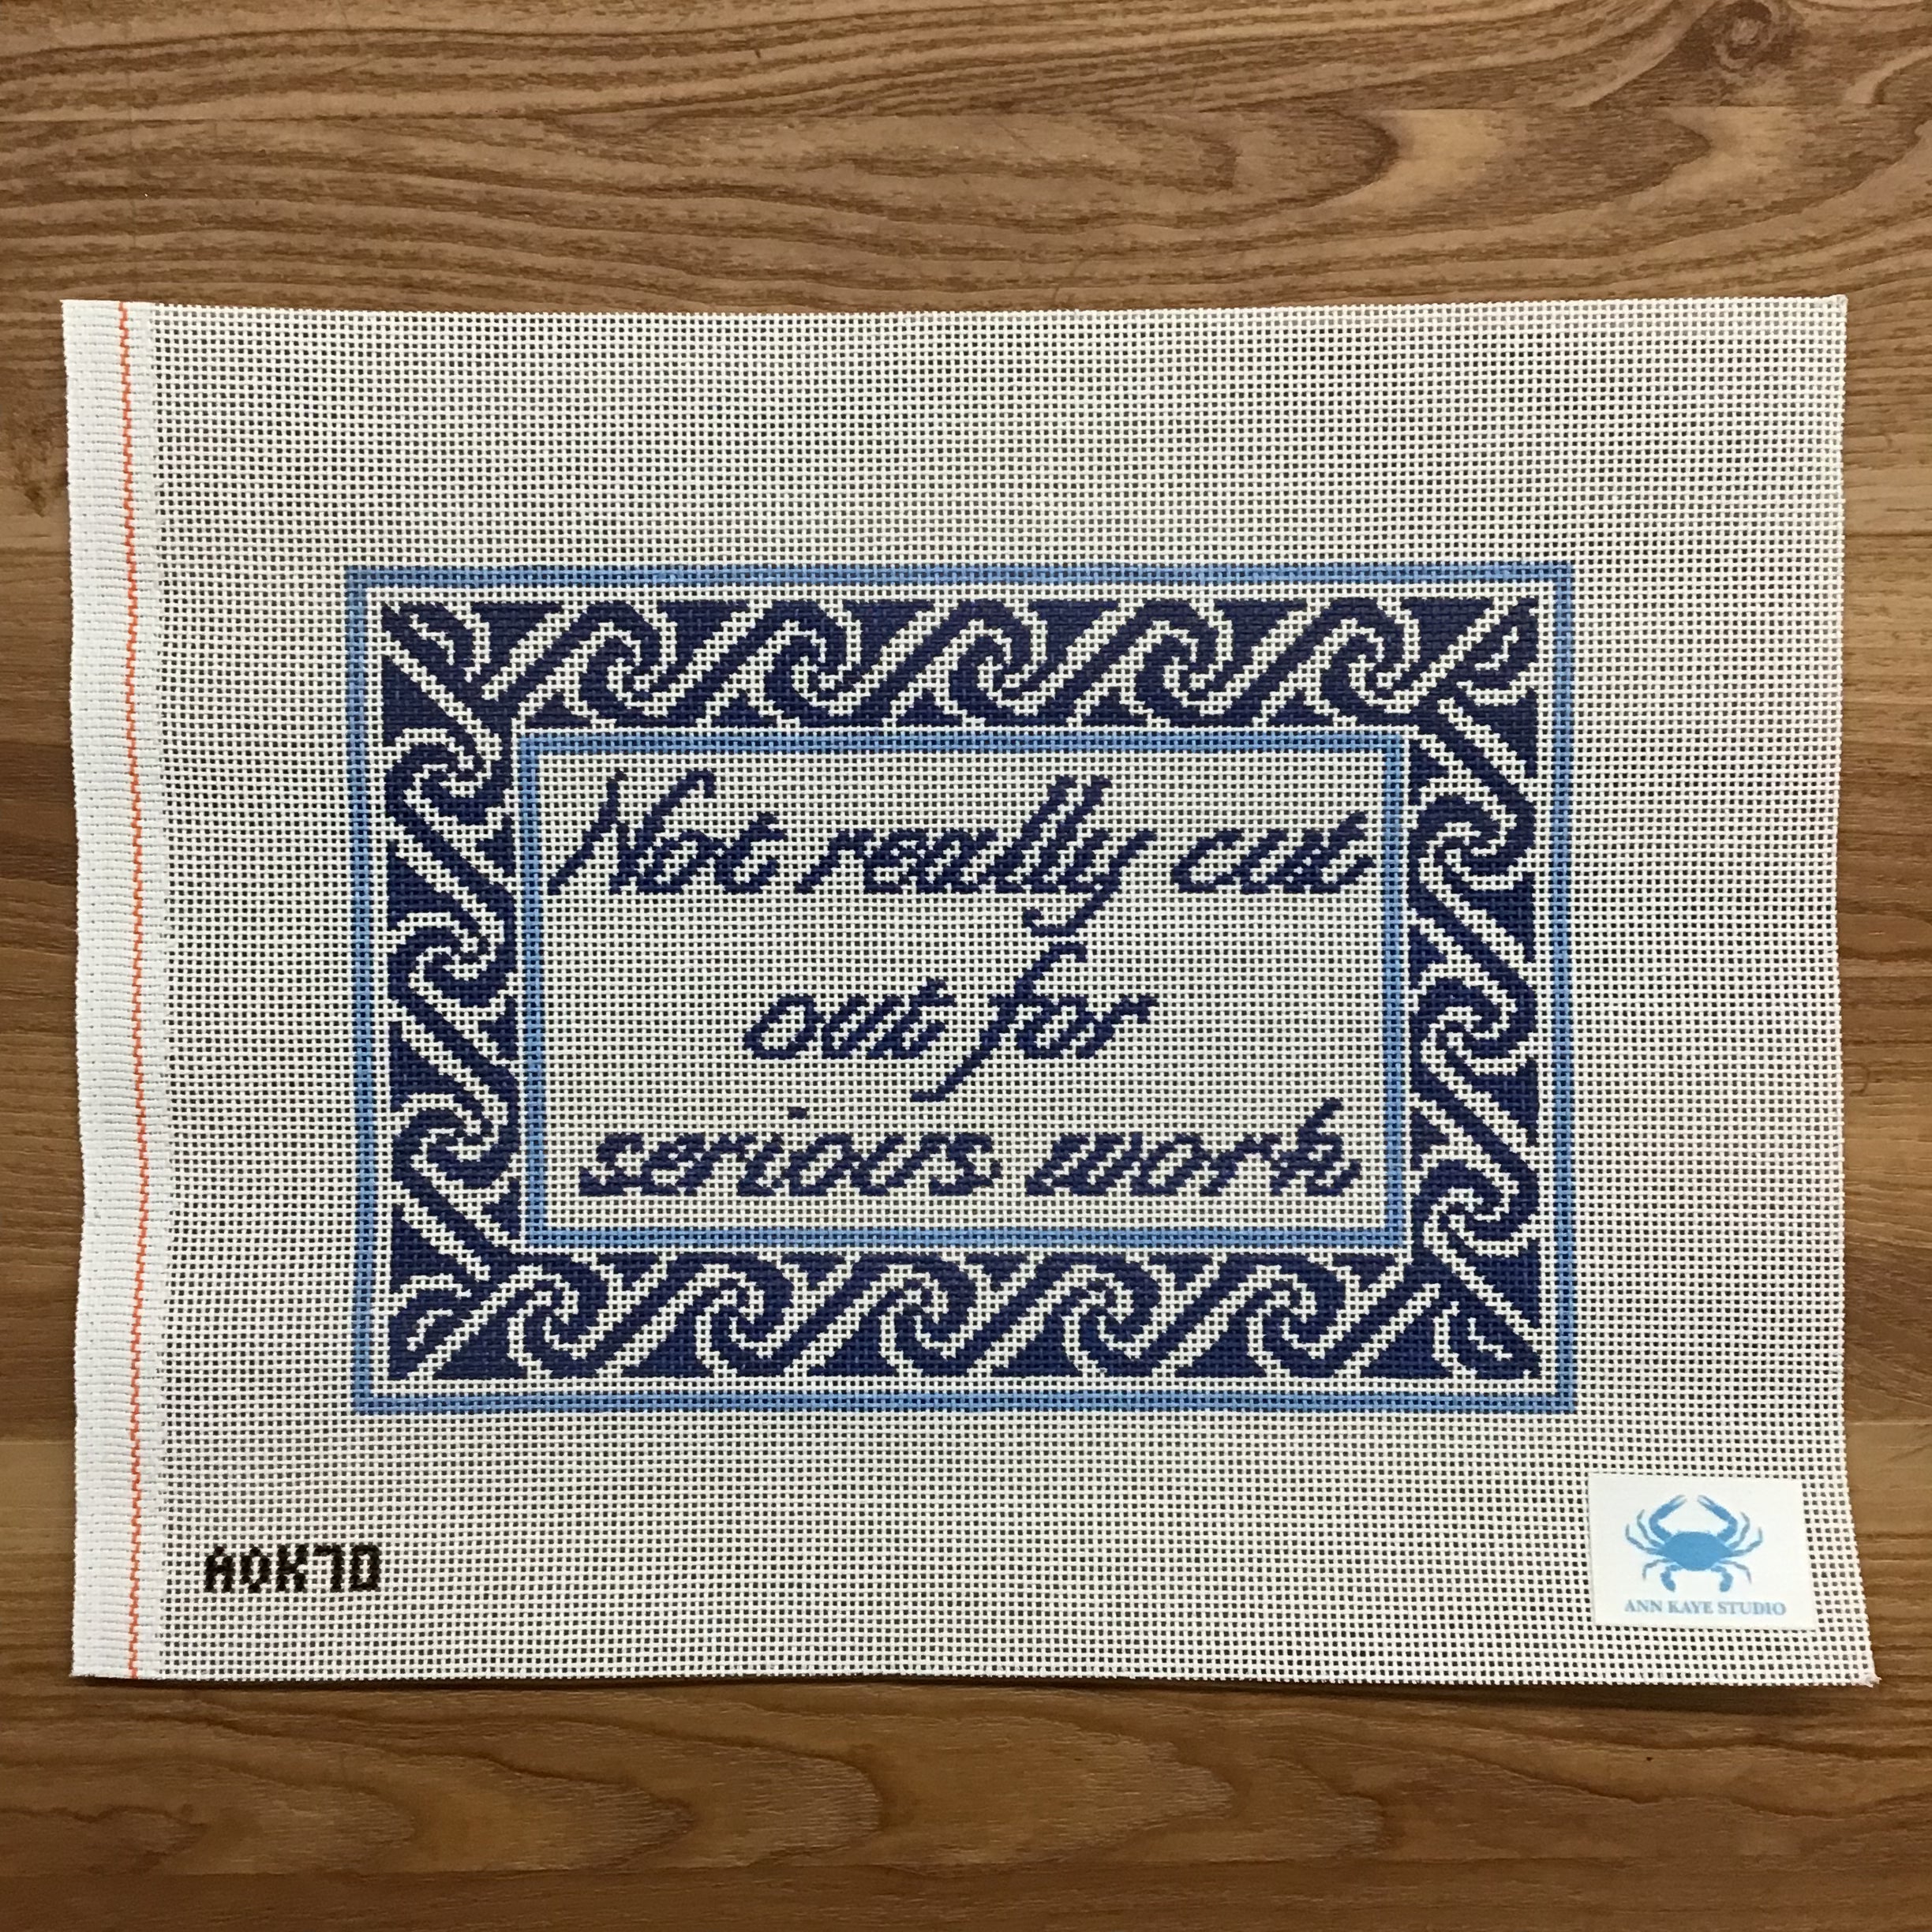 Not really cut
out for
serious work
AOK70
ANN KAYE STUDIO